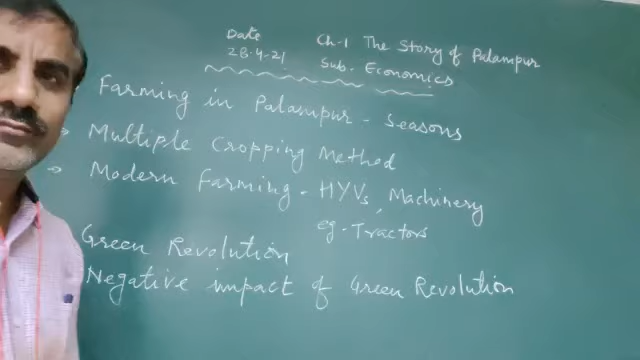 Date Ch-1 The Story of Palampur
28-4-21 Sub. Economics
Farming in Palampur - Seasons
→ Multiple Cropping Method
→ Modern Farming - HYVs, Machinery
eg - Tractors
Green Revolution
Negative impact of Green Revolution